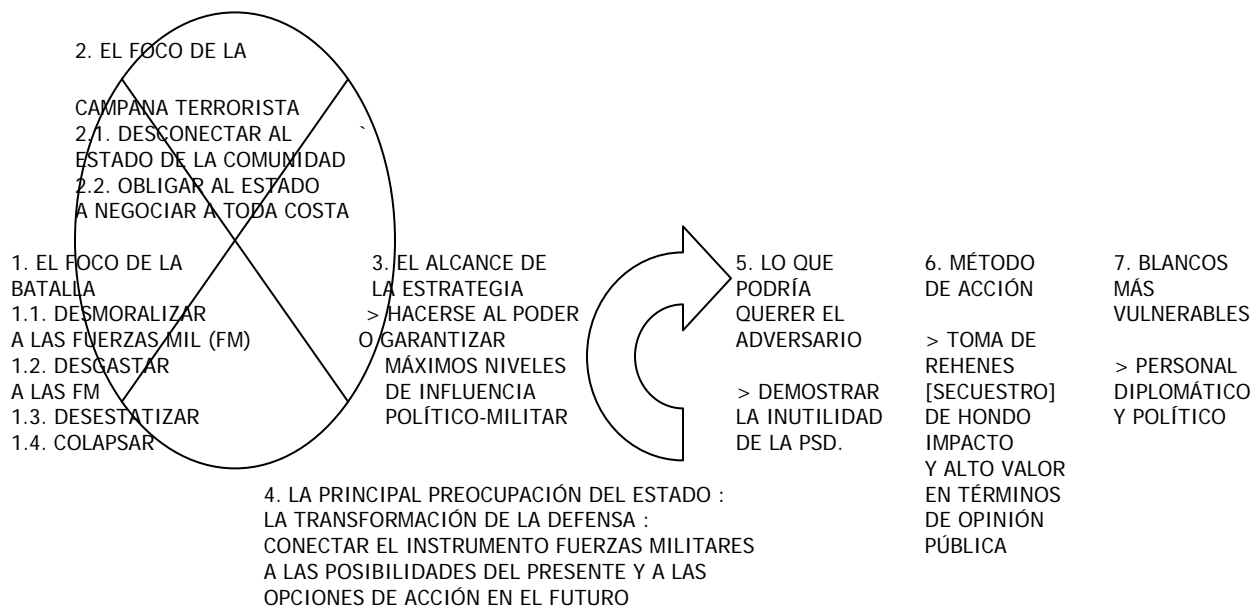 2. EL FOCO DE LA
CAMPAÑA TERRORISTA
2.1. DESCONECTAR AL `
ESTADO DE LA COMUNIDAD
2.2. OBLIGAR AL ESTADO
A NEGOCIAR A TODA COSTA
1. EL FOCO DE LA
BATALLA
1.1. DESMORALIZAR
A LAS FUERZAS MIL (FM)
1.2. DESGASTAR
A LAS FM
1.3. DESESTATIZAR
1.4. COLAPSAR
3. EL ALCANCE DE
LA ESTRATEGIA
> HACERSE AL PODER
O GARANTIZAR
MÁXIMOS NIVELES
DE INFLUENCIA
POLÍTICO-MILITAR
4. LA PRINCIPAL PREOCUPACIÓN DEL ESTADO :
LA TRANSFORMACIÓN DE LA DEFENSA :
CONECTAR EL INSTRUMENTO FUERZAS MILITARES
A LAS POSIBILIDADES DEL PRESENTE Y A LAS
OPCIONES DE ACCIÓN EN EL FUTURO
5. LO QUE
PODRÍA
QUERER EL
ADVERSARIO
> DEMOSTRAR
LA INUTILIDAD
DE LA PSD.
6. MÉTODO
DE ACCIÓN
> TOMA DE
REHENES
[SECUESTRO]
DE HONDO
IMPACTO
Y ALTO VALOR
EN TÉRMINOS
DE OPINIÓN
PÚBLICA
7. BLANCOS
MÁS
VULNERABLES
> PERSONAL
DIPLOMÁTICO
Y POLÍTICO